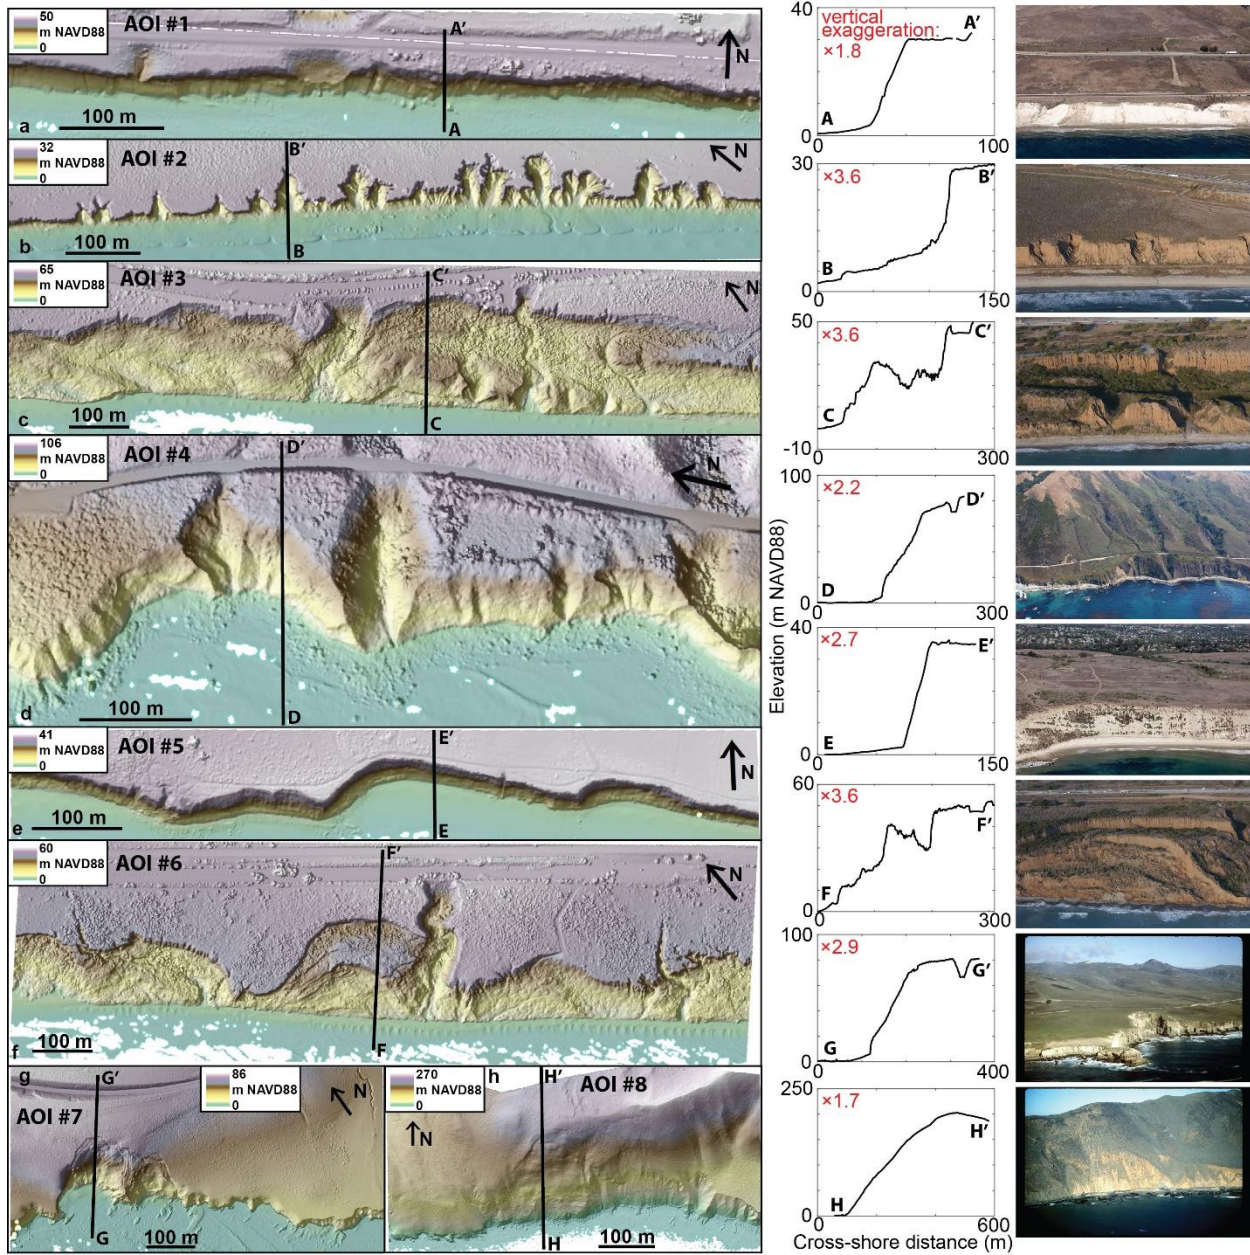 50
m NAVD88
0
AOI #1
A'
N
a
100 m
A
32
m NAVD88
0
AOI #2
B'
N
b
100 m
B
65
m NAVD88
0
AOI #3
C'
N
c
100 m
C
106
m NAVD88
0
AOI #4
D'
N
d
100 m
D
41
m NAVD88
0
AOI #5
E'
N
e
100 m
E
60
m NAVD88
0
AOI #6
F'
N
f
100 m
F
g
G'
86
m NAVD88
0
N
AOI #7
G
100 m
270
m NAVD88
0
h
H'
AOI #8
N
H
100 m
Elevation (m NAVD88)
40
vertical
exaggeration:
×1.8
A'
A
0
0
100
30
×3.6
B'
B
0
0
150
50
×3.6
C'
C
-10
0
300
100
×2.2
D'
D
0
0
300
40
×2.7
E'
E
0
0
150
60
×3.6
F'
F
0
0
300
100
×2.9
G'
G
0
0
400
250
×1.7
H'
H
0
0
600
Cross-shore distance (m)